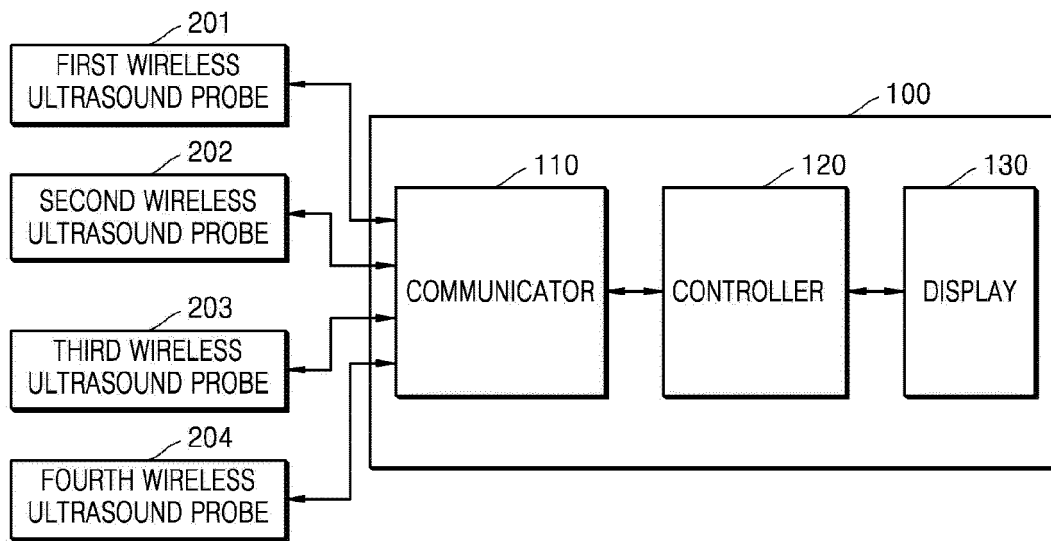 201
FIRST WIRELESS
ULTRASOUND PROBE
202
SECOND WIRELESS
ULTRASOUND PROBE
203
THIRD WIRELESS
ULTRASOUND PROBE
204
FOURTH WIRELESS
ULTRASOUND PROBE
100
110
COMMUNICATOR
120
CONTROLLER
130
DISPLAY